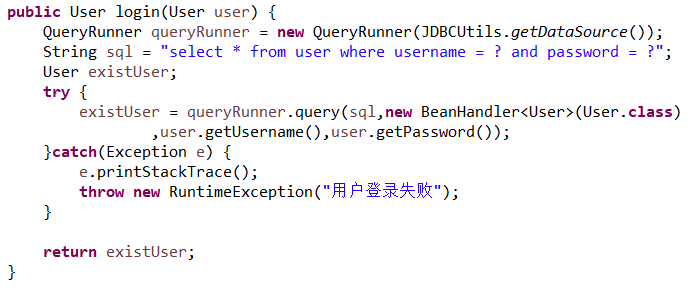 public User login(User user) {
    QueryRunner queryRunner = new QueryRunner(JDBCUtils.getDataSource());
    String sql = "select * from user where username = ? and password = ?";
    User existUser;
    try {
        existUser = queryRunner.query(sql,new BeanHandler<User>(User.class)
                ,user.getUsername(),user.getPassword());
    }catch(Exception e) {
        e.printStackTrace();
        throw new RuntimeException("用户登录失败");
    }

    return existUser;
}